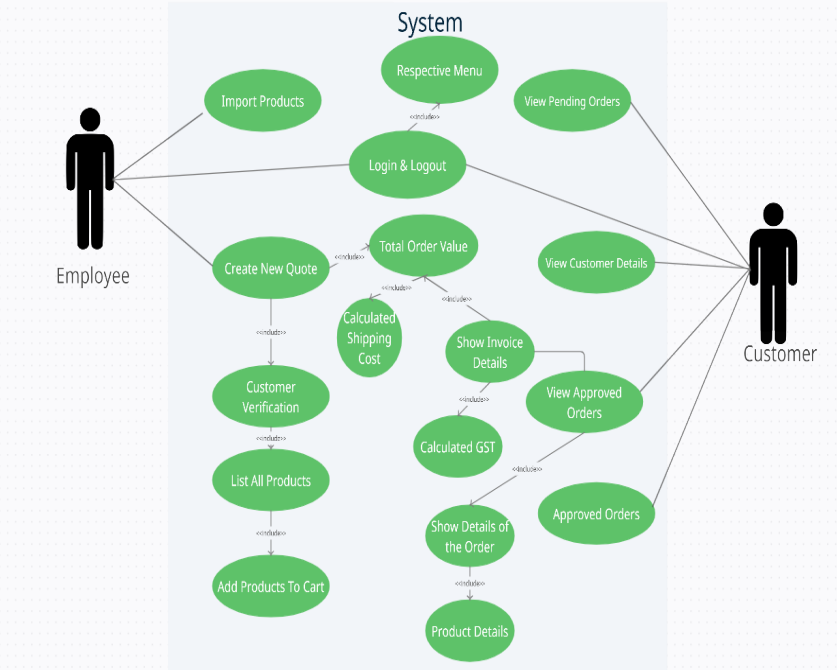 System
Respective Menu
Import Products
View Pending Orders
<<include>>
Login & Logout
Employee
Create New Quote
<<include>>
Total Order Value
View Customer Details
<<include>>
<<include>>
Calculated
Shipping
Cost
<<include>>
Show Invoice
Details
Customer
Customer
Verification
<<include>>
View Approved
Orders
<<include>>
Calculated GST
<<include>>
List All Products
Show Details of
the Order
Approved Orders
<<include>>
<<include>>
Add Products To Cart
Product Details